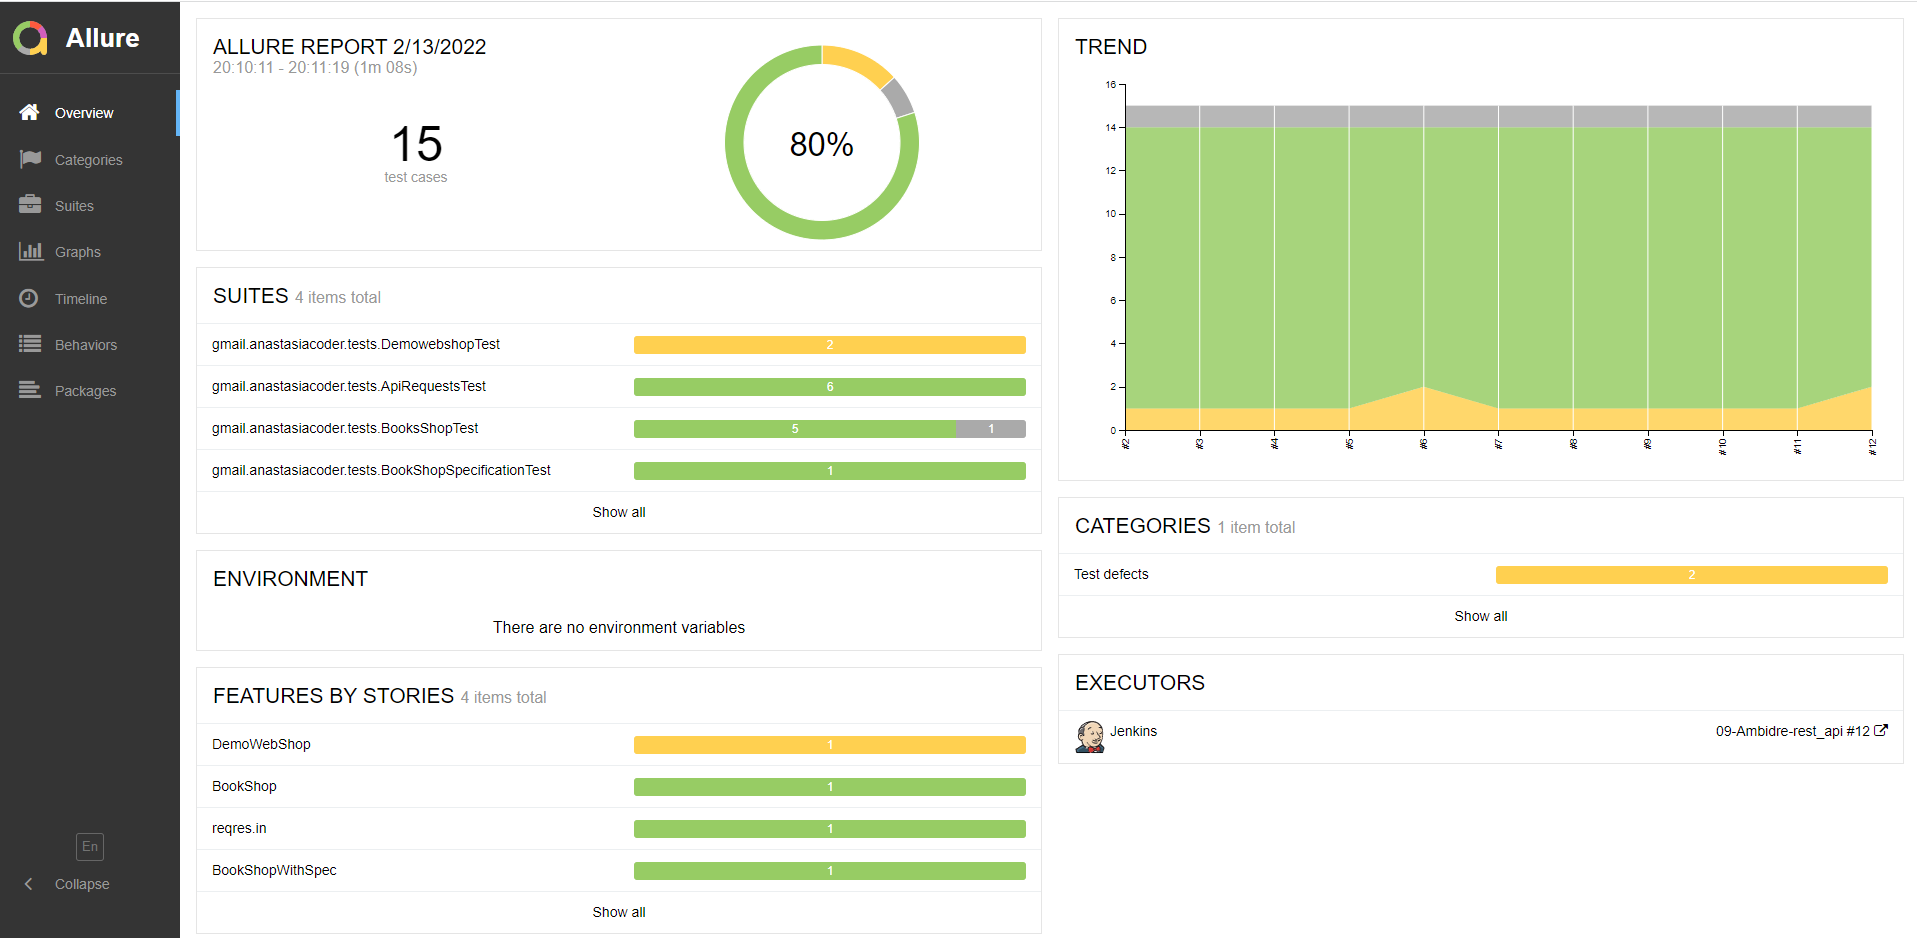 Allure
Overview
Categories
Suites
Graphs
Timeline
Behaviors
Packages
En
Collapse
ALLURE REPORT 2/13/2022
20:10:11 - 20:11:19 (1m 08s)
15
test cases
80%
SUITES 4 items total
gmail.anastasiacoder.tests.DemowebshopTest 2
gmail.anastasiacoder.tests.ApiRequestsTest 6
gmail.anastasiacoder.tests.BooksShopTest 5 1
gmail.anastasiacoder.tests.BookShopSpecificationTest 1
Show all
ENVIRONMENT
There are no environment variables
FEATURES BY STORIES 4 items total
DemoWebShop 1
BookShop 1
reqres.in 1
BookShopWithSpec 1
Show all
TREND
16
14
12
10
8
6
4
2
0
#2 #3 #4 #5 #6 #7 #8 #9 #10 #11 #12
CATEGORIES 1 item total
Test defects 2
Show all
EXECUTORS
Jenkins 09-Ambidre-rest_api #12